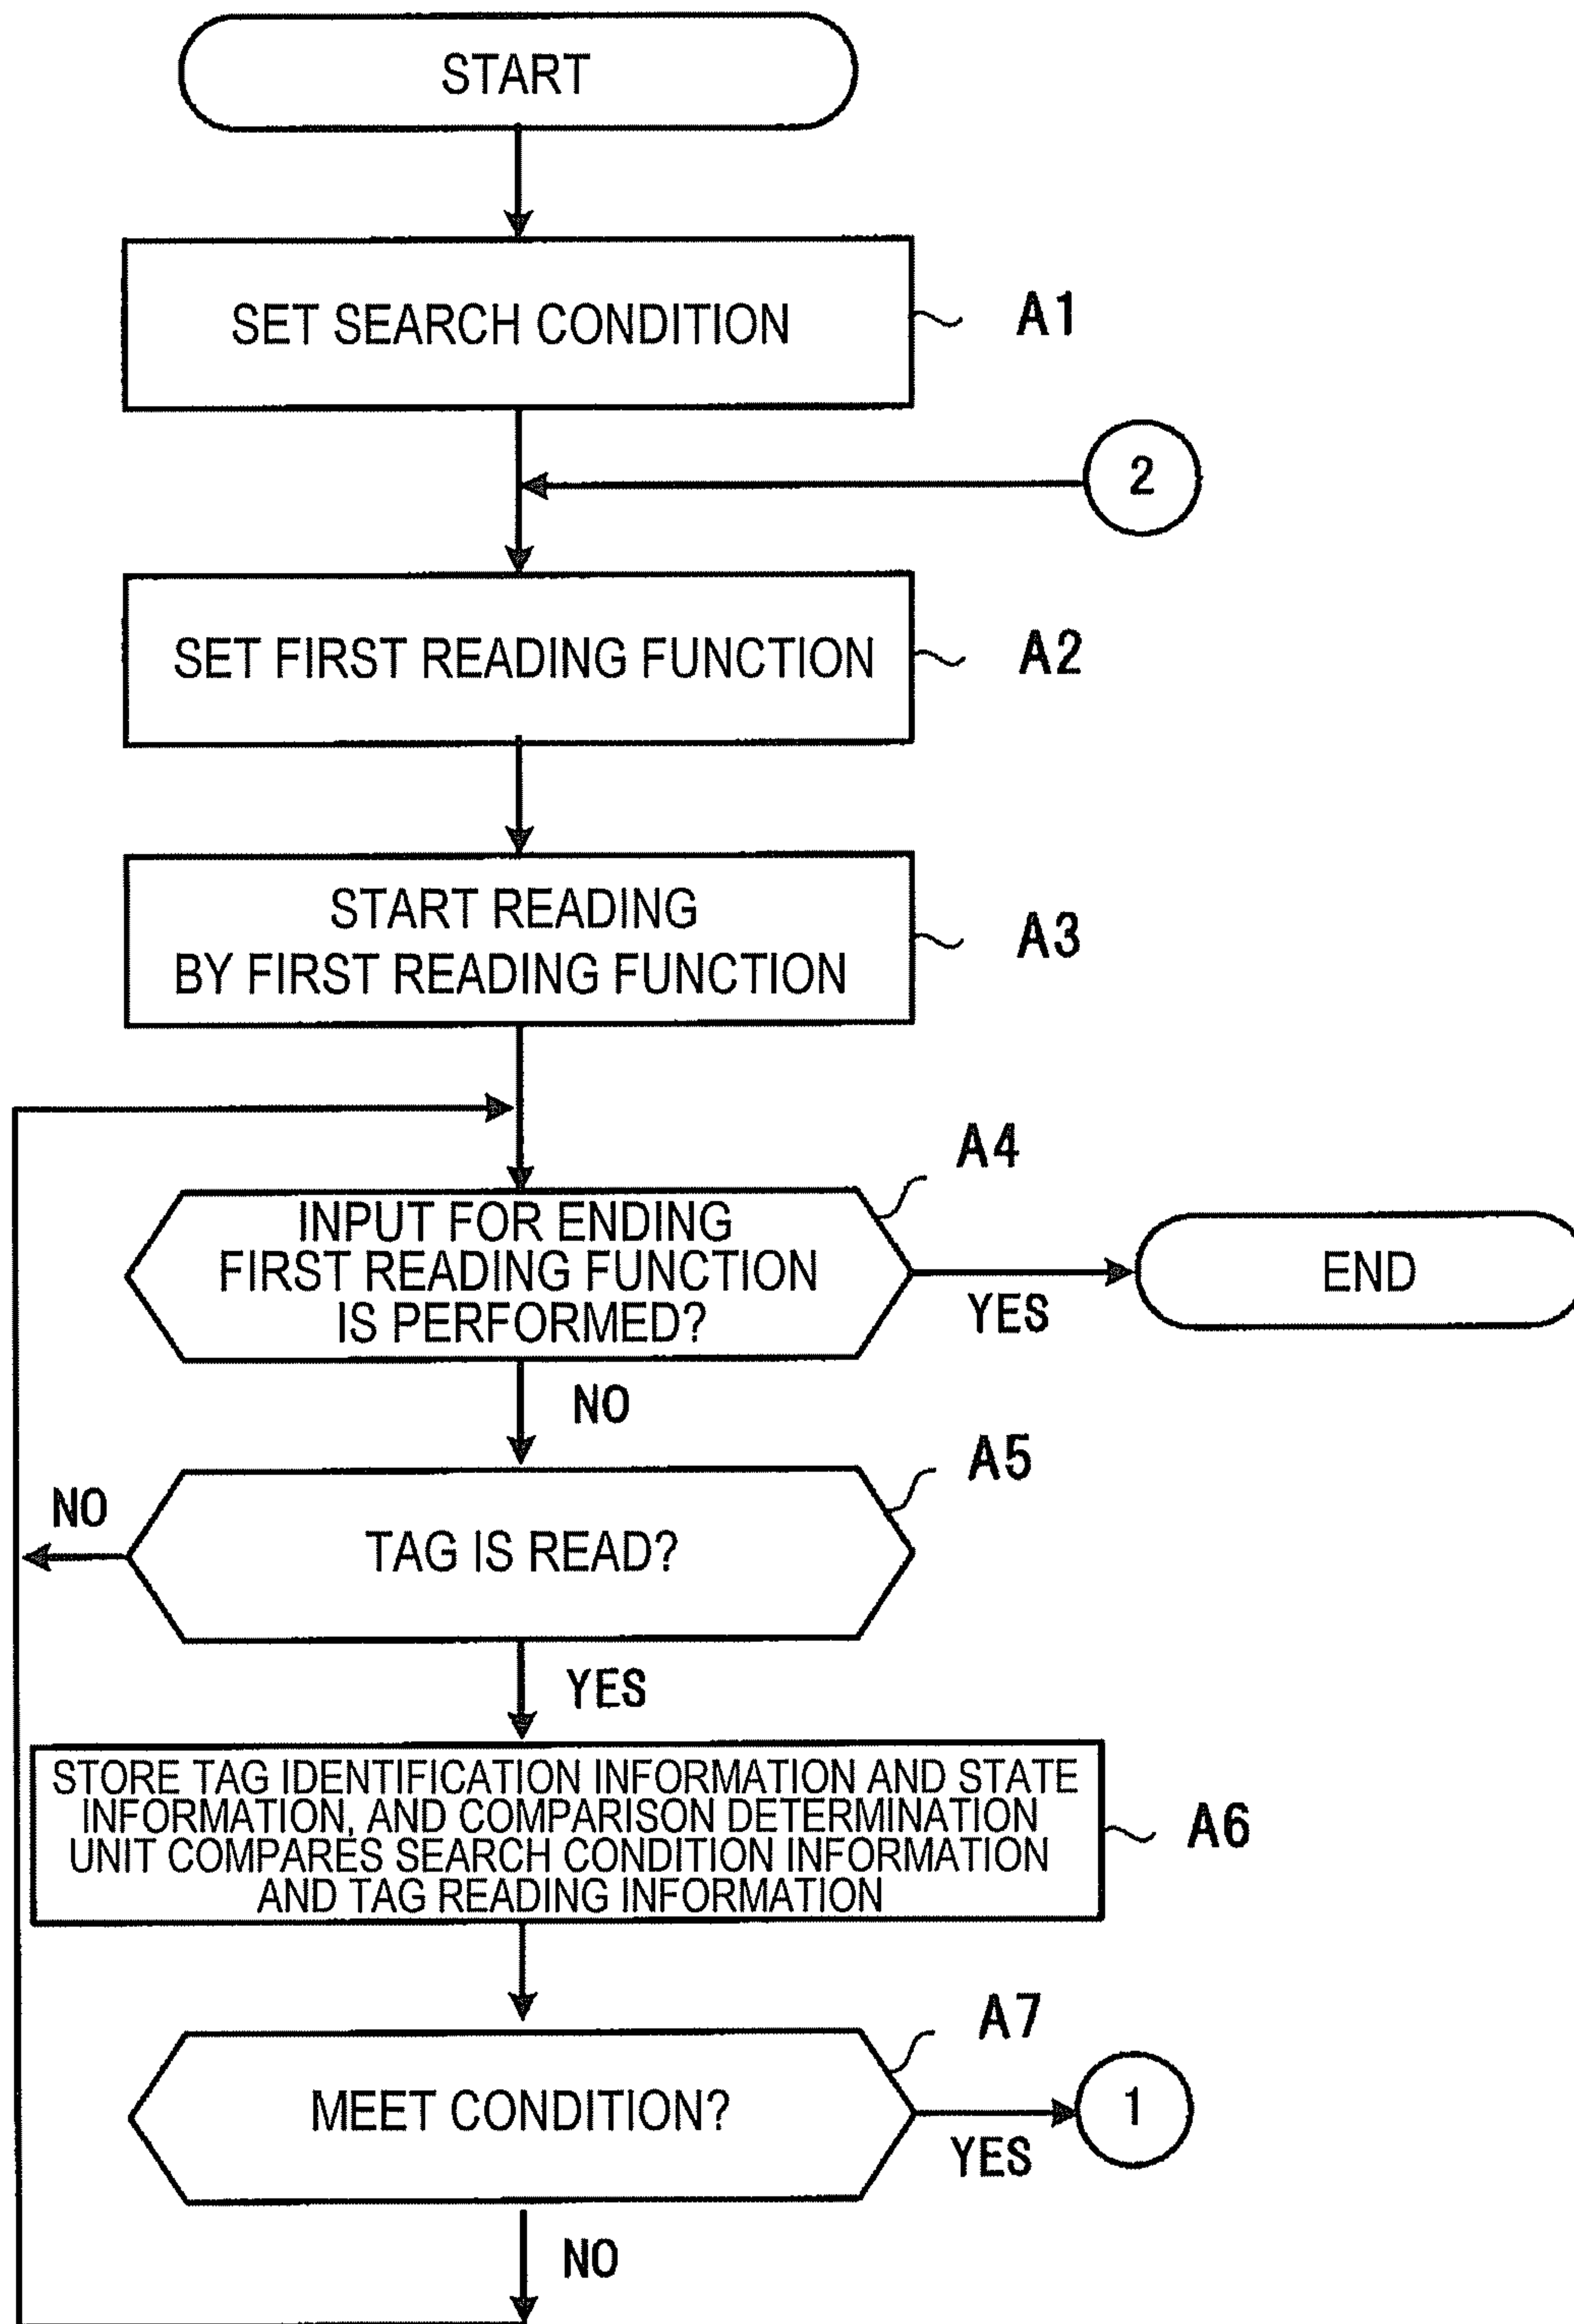 START
SET SEARCH CONDITION
A1
2
SET FIRST READING FUNCTION
A2
START READING
BY FIRST READING FUNCTION
A3
A4
INPUT FOR ENDING
FIRST READING FUNCTION
IS PERFORMED?
YES
END
NO
A5
NO
TAG IS READ?
YES
STORE TAG IDENTIFICATION INFORMATION AND STATE
INFORMATION, AND COMPARISON DETERMINATION
UNIT COMPARES SEARCH CONDITION INFORMATION
AND TAG READING INFORMATION
A6
A7
MEET CONDITION?
YES
1
NO